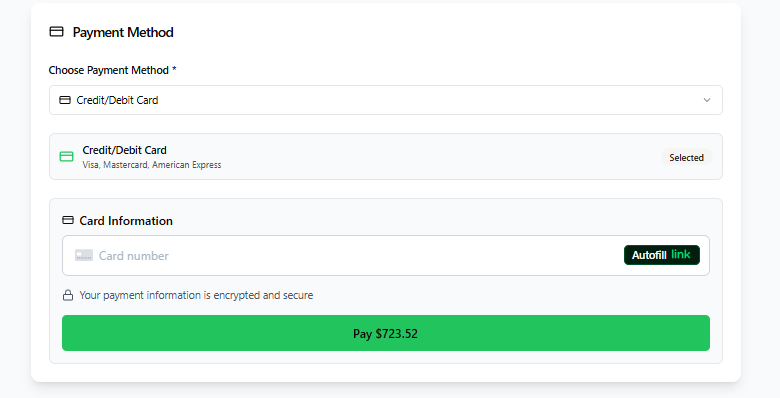 Payment Method
Choose Payment Method *
Credit/Debit Card
Credit/Debit Card
Visa, Mastercard, American Express
Selected
Card Information
Card number
Autofill link
Your payment information is encrypted and secure
Pay $723.52